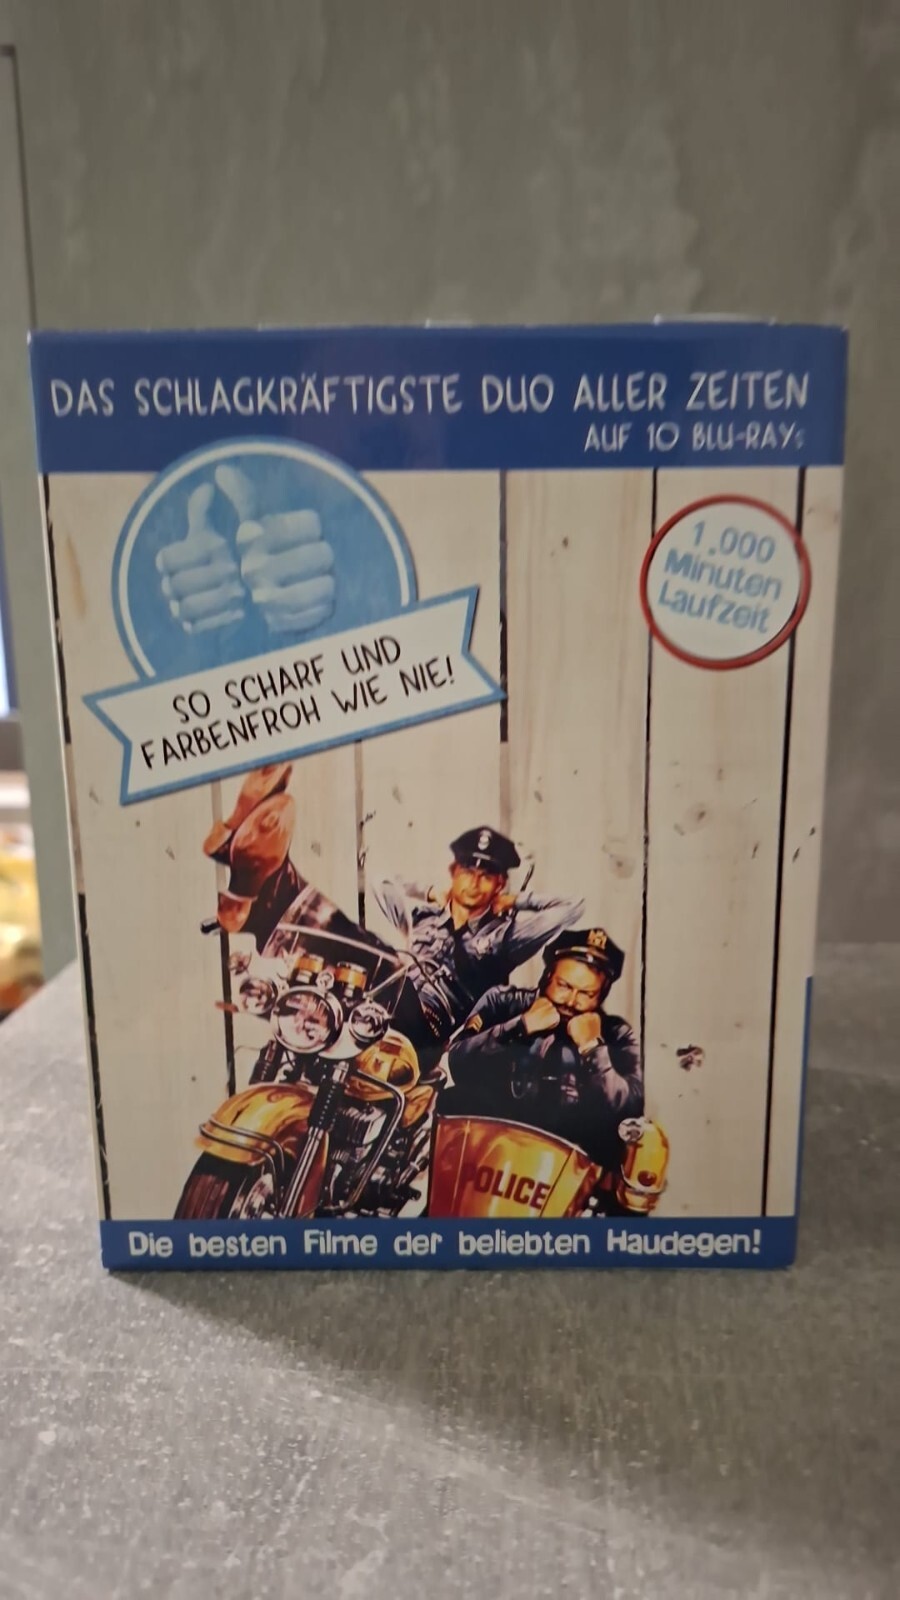 DAS SCHLAGKRÄFTIGSTE DUO ALLER ZEITEN
AUF 10 BLU-RAYs
1.000
Minuten
Laufzeit
SO SCHARF UND
FARBENFROH WIE NIE!
POLICE
Die besten Filme der beliebten Haudegen!